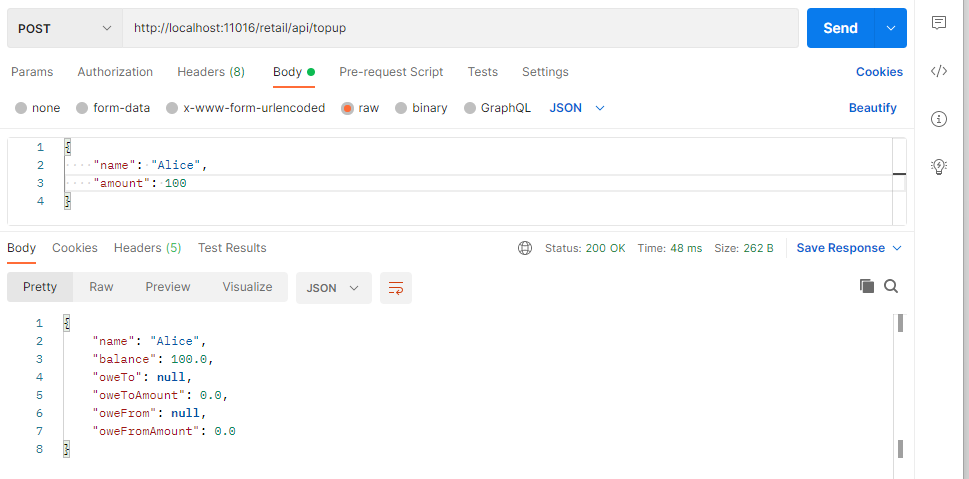 POST http://localhost:11016/retail/api/topup Send
Params Authorization Headers (8) Body Pre-request Script Tests Settings Cookies
none form-data x-www-form-urlencoded raw binary GraphQL JSON Beautify
1 {
2 "name": "Alice",
3 "amount": 100
4 }
Body Cookies Headers (5) Test Results Status: 200 OK Time: 48 ms Size: 262 B Save Response
Pretty Raw Preview Visualize JSON
1 {
2 "name": "Alice",
3 "balance": 100.0,
4 "oweTo": null,
5 "oweToAmount": 0.0,
6 "oweFrom": null,
7 "oweFromAmount": 0.0
8 }